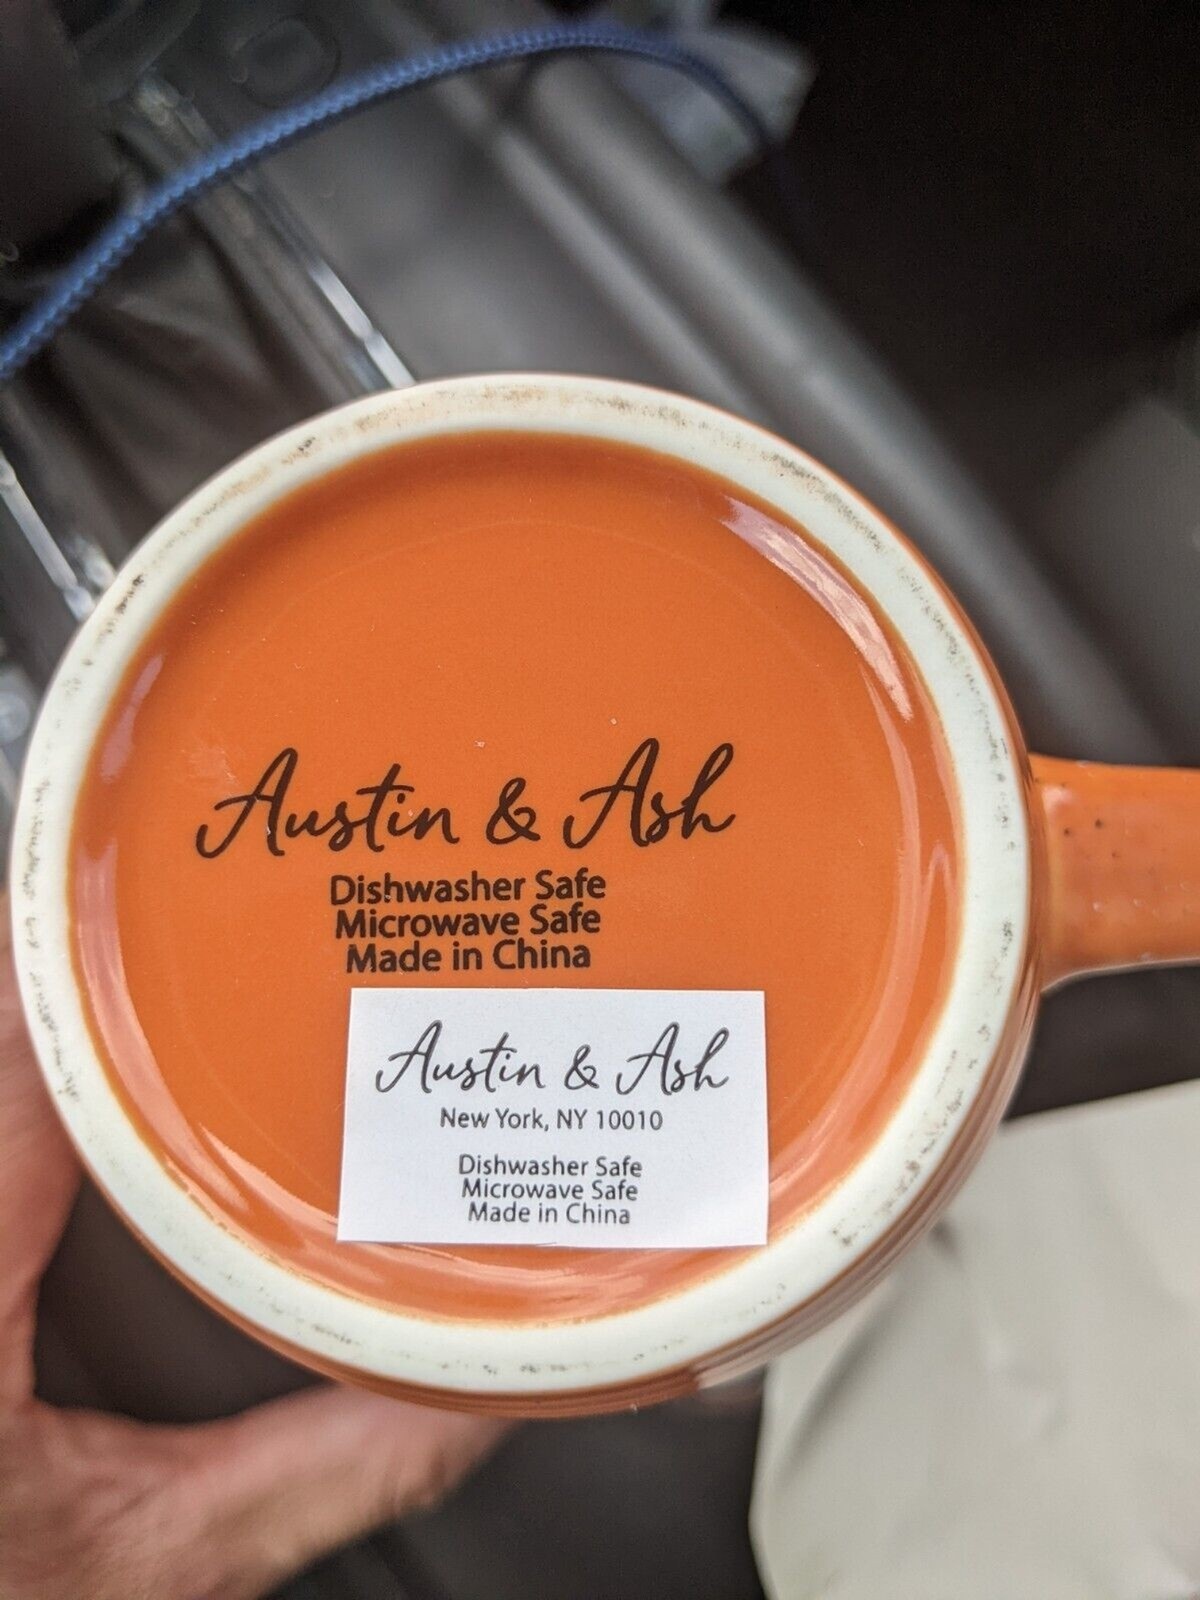 Austin & Ash
Dishwasher Safe
Microwave Safe
Made in China
Austin & Ash
New York, NY 10010
Dishwasher Safe
Microwave Safe
Made in China